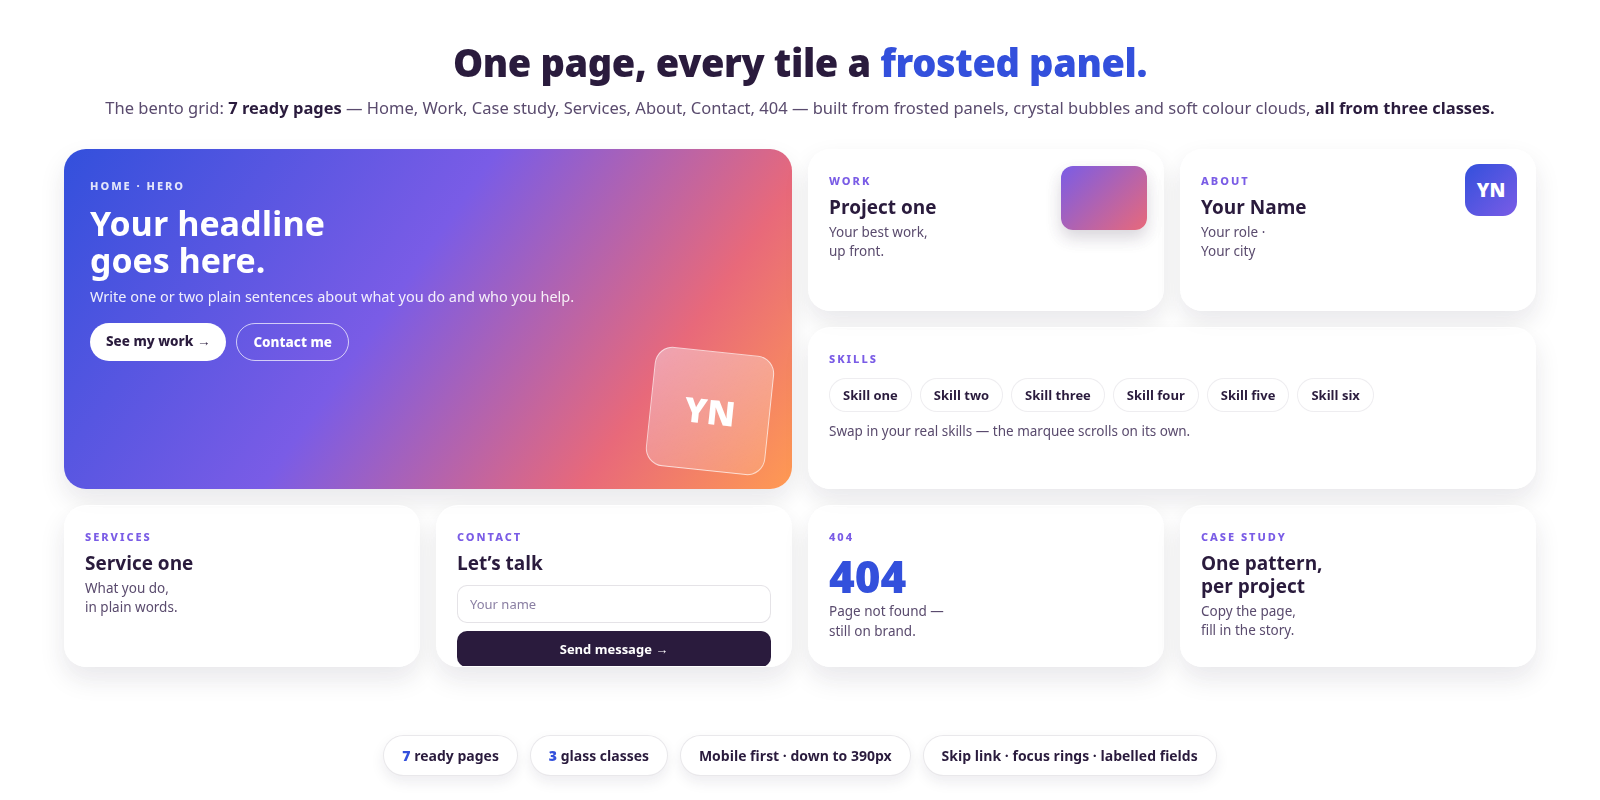 One page, every tile a frosted panel.
The bento grid: 7 ready pages — Home, Work, Case study, Services, About, Contact, 404 — built from frosted panels, crystal bubbles and soft colour clouds, all from three classes.
HOME · HERO
Your headline
goes here.
Write one or two plain sentences about what you do and who you help.
See my work →
Contact me
YN
WORK
Project one
Your best work,
up front.
ABOUT
Your Name
Your role ·
Your city
YN
SKILLS
Skill one
Skill two
Skill three
Skill four
Skill five
Skill six
Swap in your real skills — the marquee scrolls on its own.
SERVICES
Service one
What you do,
in plain words.
CONTACT
Let’s talk
Your name
Send message →
404
404
Page not found —
still on brand.
CASE STUDY
One pattern,
per project
Copy the page,
fill in the story.
7 ready pages
3 glass classes
Mobile first · down to 390px
Skip link · focus rings · labelled fields